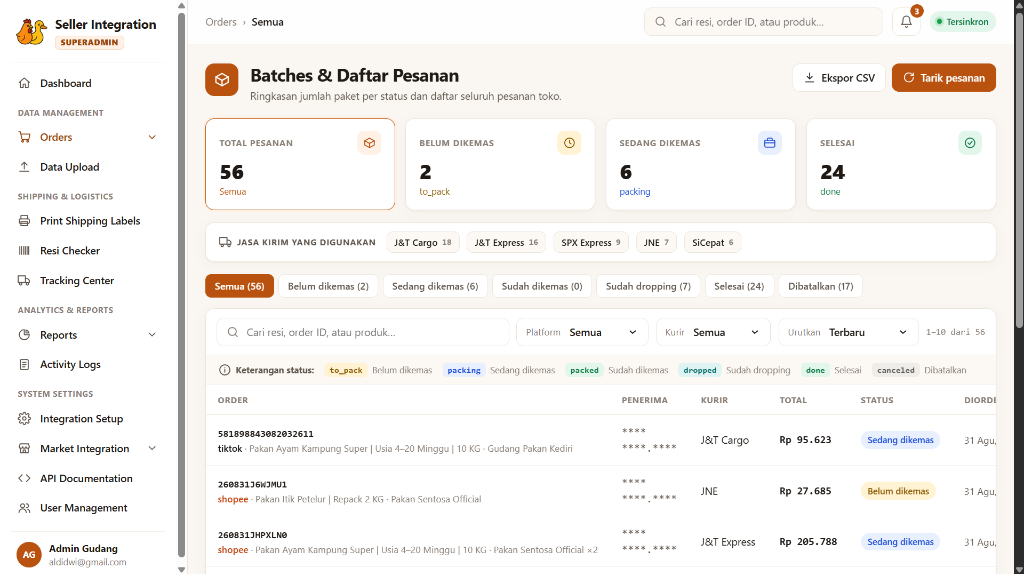 Seller Integration
SUPERADMIN
Dashboard
DATA MANAGEMENT
Orders
Data Upload
SHIPPING & LOGISTICS
Print Shipping Labels
Resi Checker
Tracking Center
ANALYTICS & REPORTS
Reports
Activity Logs
SYSTEM SETTINGS
Integration Setup
Market Integration
API Documentation
User Management
AG
Admin Gudang
aldidwi@gmail.com
Orders › Semua
Cari resi, order ID, atau produk...
3
Tersinkron
Batches & Daftar Pesanan
Ringkasan jumlah paket per status dan daftar seluruh pesanan toko.
Ekspor CSV
Tarik pesanan
TOTAL PESANAN
56
Semua
BELUM DIKEMAS
2
to_pack
SEDANG DIKEMAS
6
packing
SELESAI
24
done
JASA KIRIM YANG DIGUNAKAN
J&T Cargo 18
J&T Express 16
SPX Express 9
JNE 7
SiCepat 6
Semua (56)
Belum dikemas (2)
Sedang dikemas (6)
Sudah dikemas (0)
Sudah dropping (7)
Selesai (24)
Dibatalkan (17)
Cari resi, order ID, atau produk...
Platform Semua
Kurir Semua
Urutkan Terbaru
1–10 dari 56
Keterangan status: to_pack Belum dikemas packing Sedang dikemas packed Sudah dikemas dropped Sudah dropping done Selesai canceled Dibatalkan
ORDER PENERIMA KURIR TOTAL STATUS DIORDE
581898843082032611
tiktok · Pakan Ayam Kampung Super | Usia 4–20 Minggu | 10 KG · Gudang Pakan Kediri
****
****.****
J&T Cargo
Rp 95.623
Sedang dikemas
31 Agu,
260831J6WJMU1
shopee · Pakan Itik Petelur | Repack 2 KG · Pakan Sentosa Official
****
****.****
JNE
Rp 27.685
Belum dikemas
31 Agu,
260831JHPXLN0
shopee · Pakan Ayam Kampung Super | Usia 4–20 Minggu | 10 KG · Pakan Sentosa Official ×2
****
****.****
J&T Express
Rp 205.788
Sedang dikemas
31 Agu,